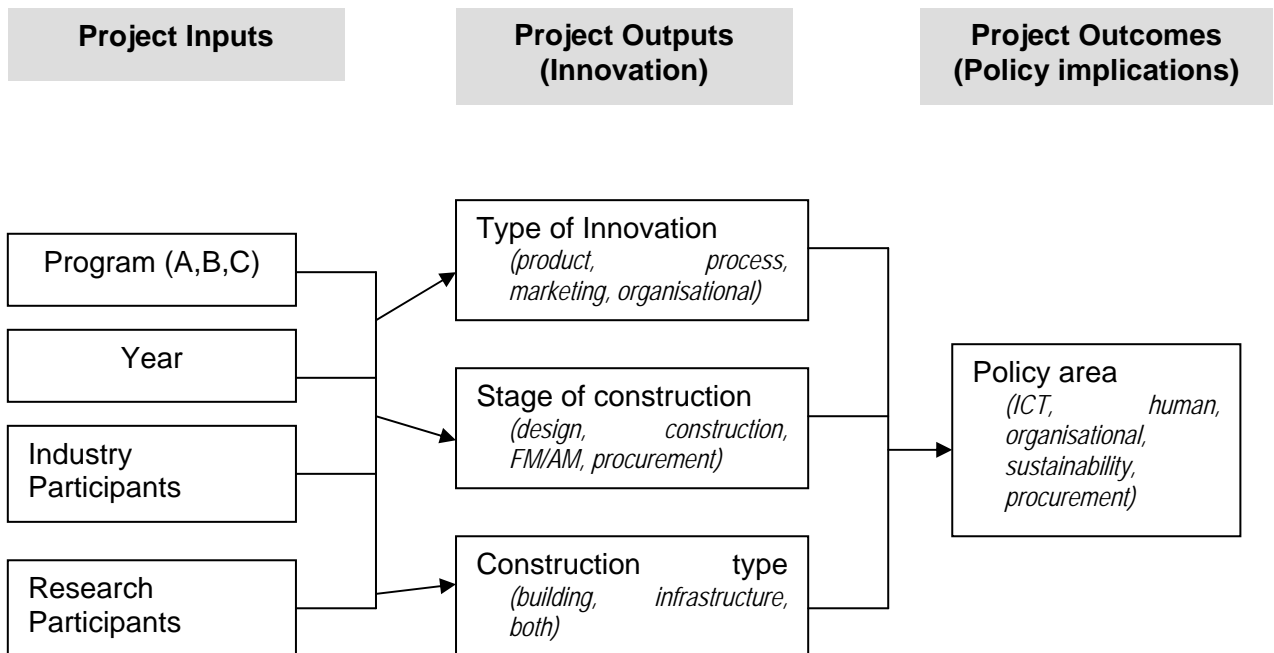 Project Inputs
Project Outputs
(Innovation)
Project Outcomes
(Policy implications)
Program (A,B,C)
Year
Industry
Participants
Research
Participants
Type of Innovation
(product, process,
marketing, organisational)
Stage of construction
(design, construction,
FM/AM, procurement)
Construction type
(building, infrastructure,
both)
Policy area
(ICT, human,
organisational,
sustainability,
procurement)